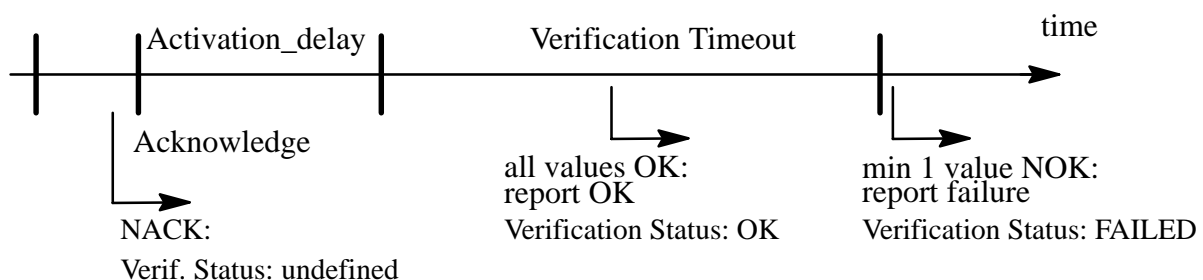 time
Activation_delay
Verification Timeout
Acknowledge
all values OK:
report OK
Verification Status: OK
min 1 value NOK:
report failure
Verification Status: FAILED
NACK:
Verif. Status: undefined